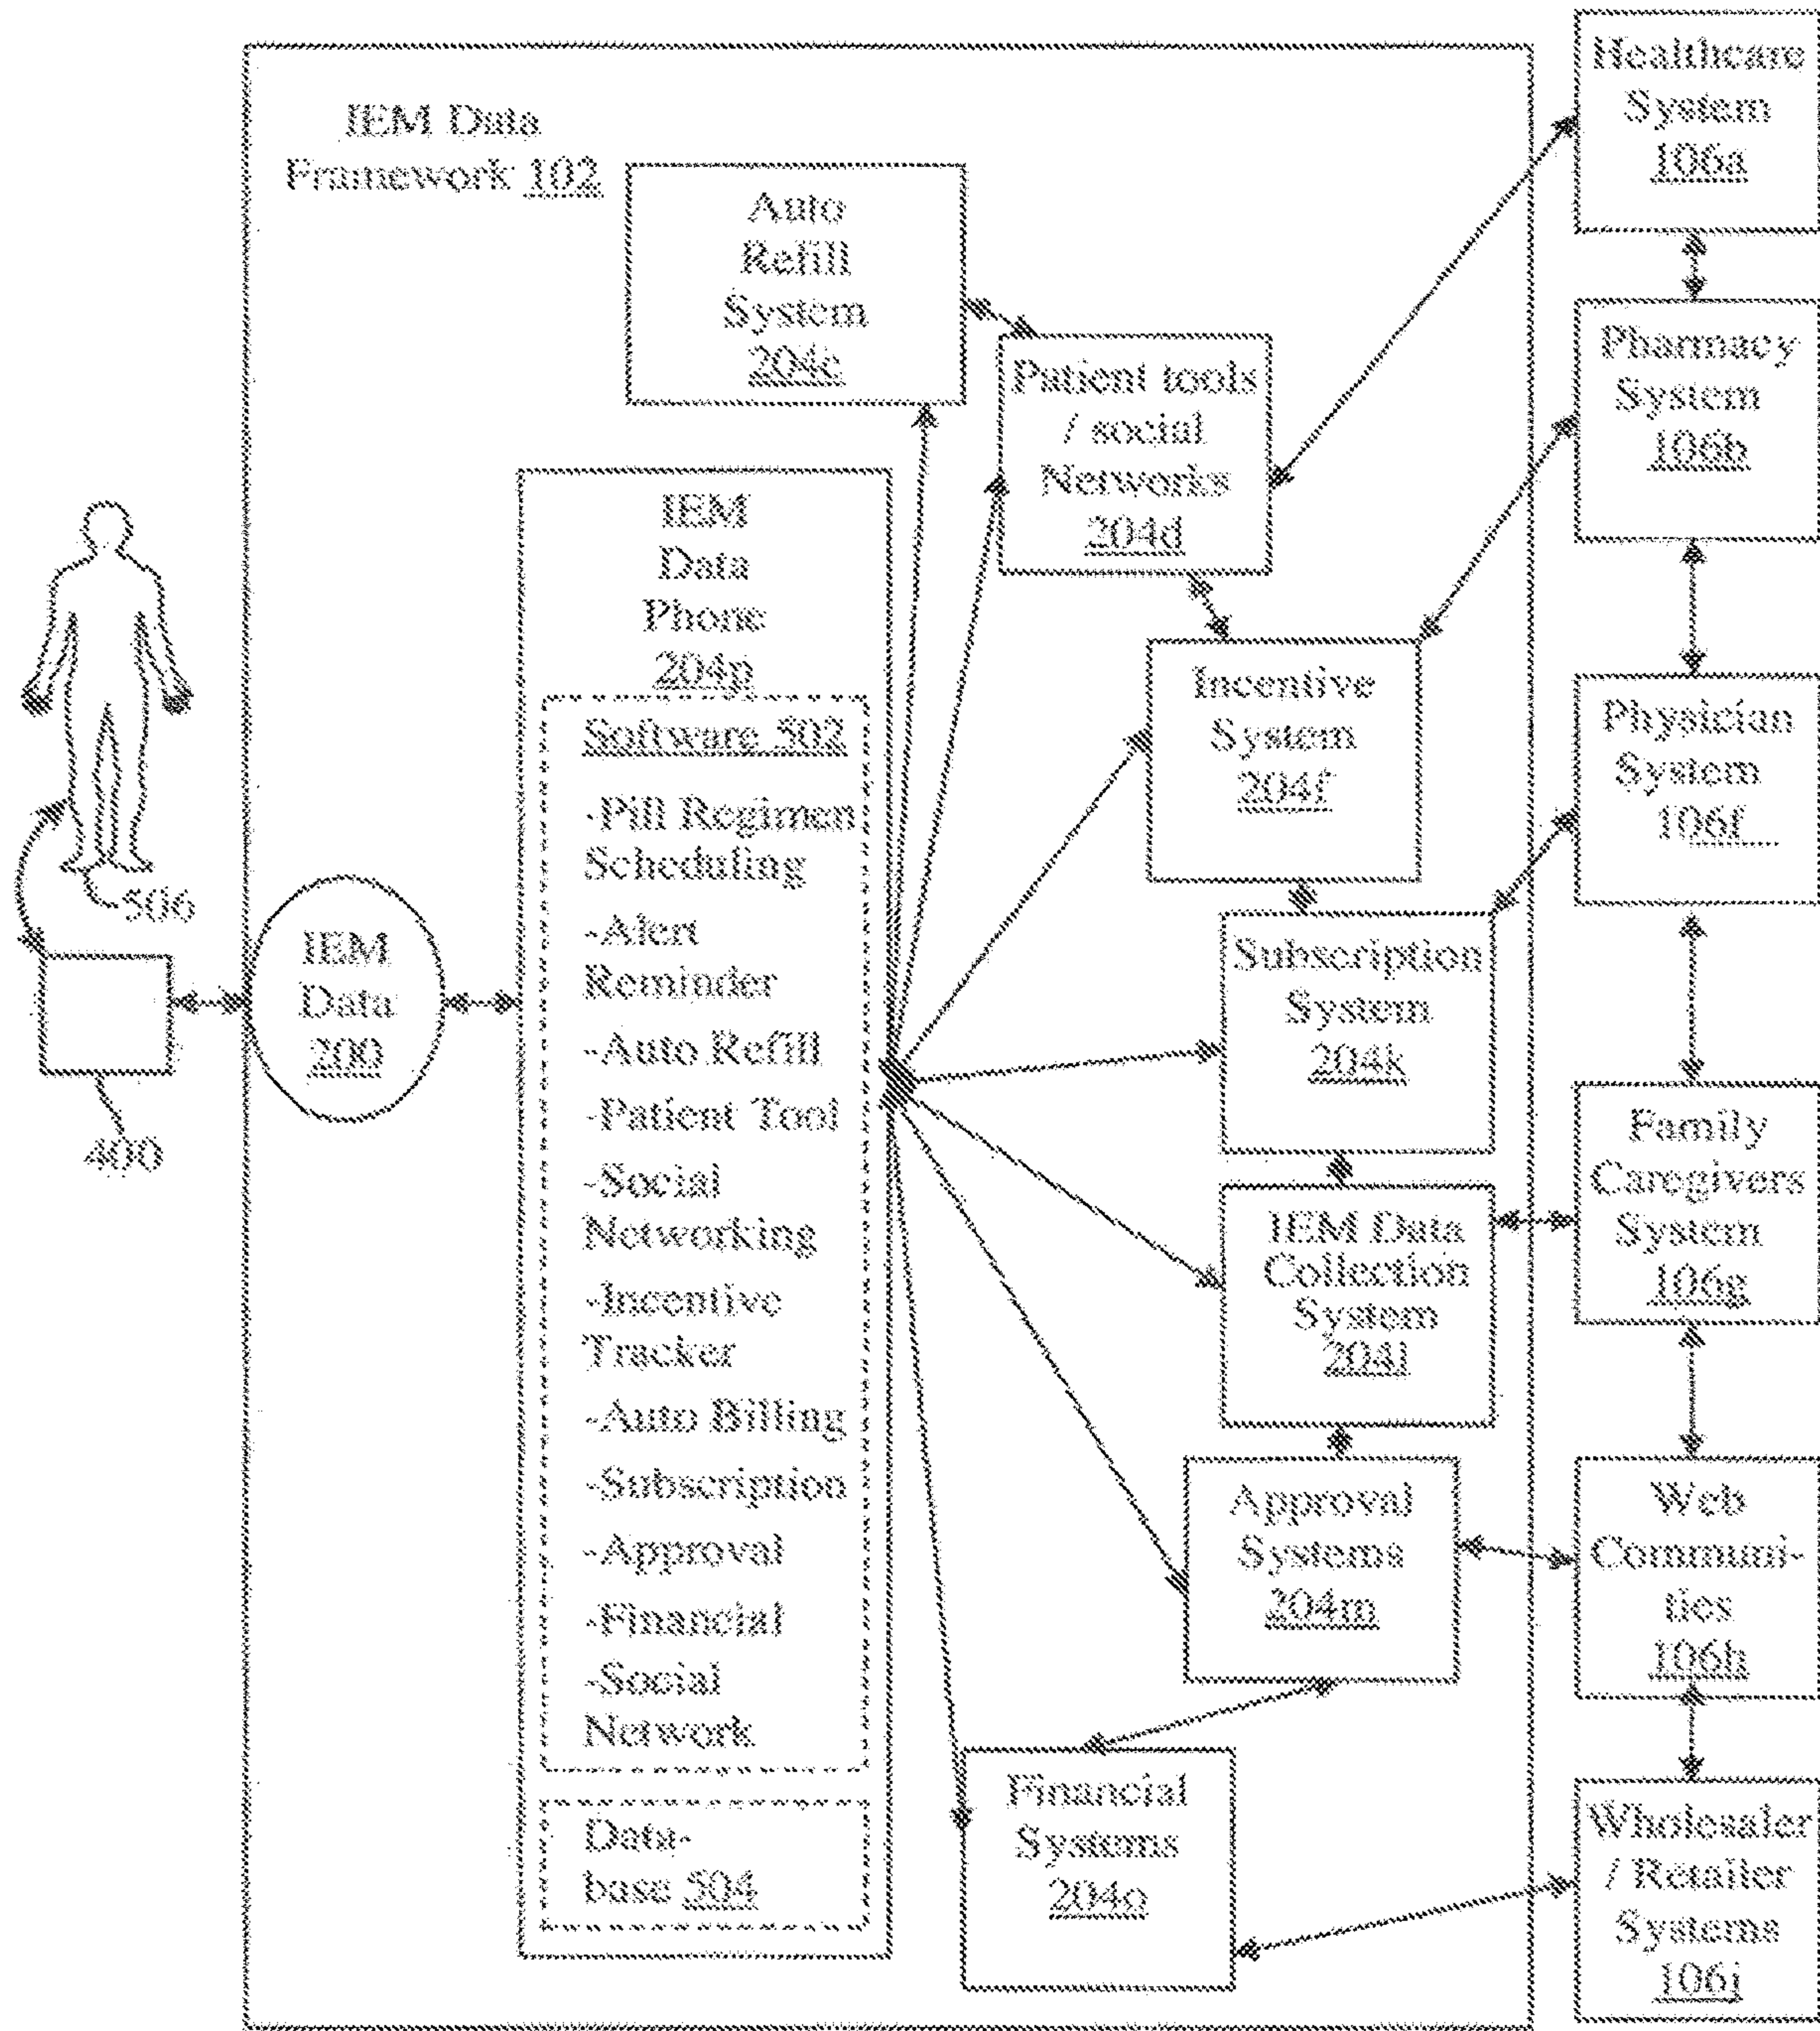 IEM Data
Framework 102
Auto
Refill
System
204c
Patient tools
/ social
Networks
204d
IEM
Data
Phone
204p
Software 502
-Pill Regimen
Scheduling
-Alert
Reminder
-Auto Refill
-Patient Tool
-Social
Networking
-Incentive
Tracker
-Auto Billing
-Subscription
-Approval
-Financial
-Social
Network
Data-
base 504
506
400
IEM
Data
200
Incentive
System
204f
Subscription
System
204k
IEM Data
Collection
System
204l
Approval
Systems
204m
Financial
Systems
204o
Healthcare
System
106a
Pharmacy
System
106b
Physician
System
106f
Family
Caregivers
System
106g
Web
Communi-
ties
106h
Wholesaler
/ Retailer
Systems
106j